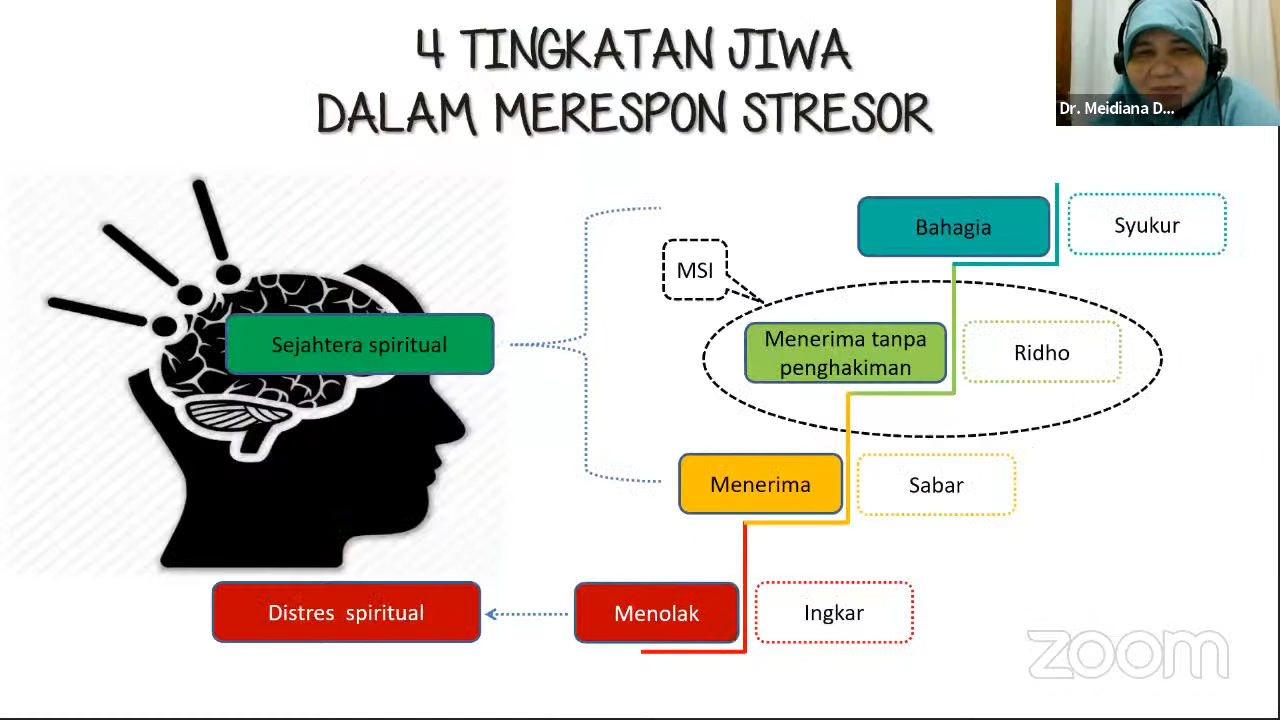 4 TINGKATAN JIWA
DALAM MERESPON STRESOR
Dr. Meidiana D...
Bahagia
Syukur
MSI
Menerima tanpa
penghakiman
Ridho
Sejahtera spiritual
Menerima
Sabar
Distres spiritual
Menolak
Ingkar
zoom